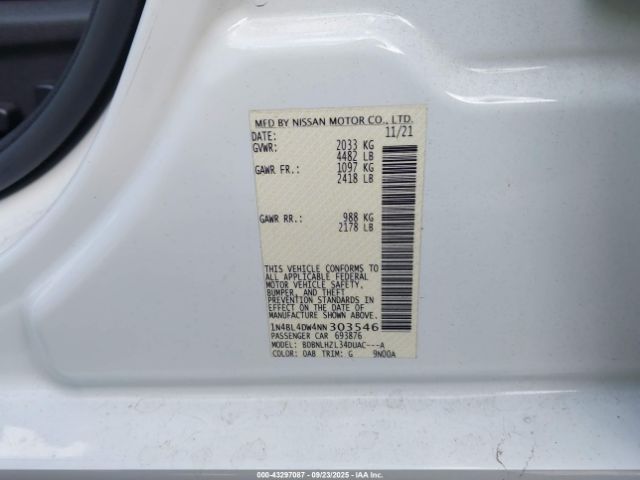 MFD BY NISSAN MOTOR CO., LTD.
DATE: 11/21
GVWR: 2033 KG
4482 LB
GAWR FR.: 1097 KG
2418 LB
GAWR RR.: 988 KG
2178 LB
THIS VEHICLE CONFORMS TO
ALL APPLICABLE FEDERAL
MOTOR VEHICLE SAFETY,
BUMPER, AND THEFT
PREVENTION STANDARDS
IN EFFECT ON THE DATE OF
MANUFACTURE SHOWN ABOVE.
1N4BL4DW4NN303546
PASSENGER CAR 693876
MODEL: BDBNLHZL34DUAC---A
COLOR: QAB TRIM: G 9N00A
000-43297087 - 09/23/2025 - IAA Inc.